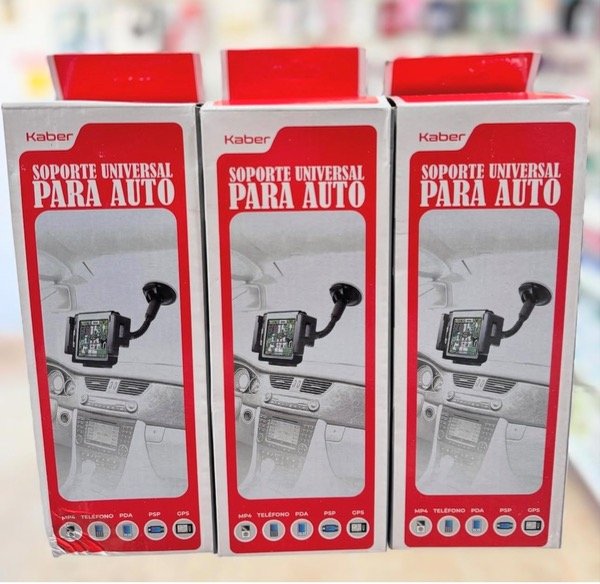 Kaber
SOPORTE UNIVERSAL
PARA AUTO
MP4 TELÉFONO PDA PSP GPS
Kaber
SOPORTE UNIVERSAL
PARA AUTO
MP4 TELÉFONO PDA PSP GPS
Kaber
SOPORTE UNIVERSAL
PARA AUTO
MP4 TELÉFONO PDA PSP GPS